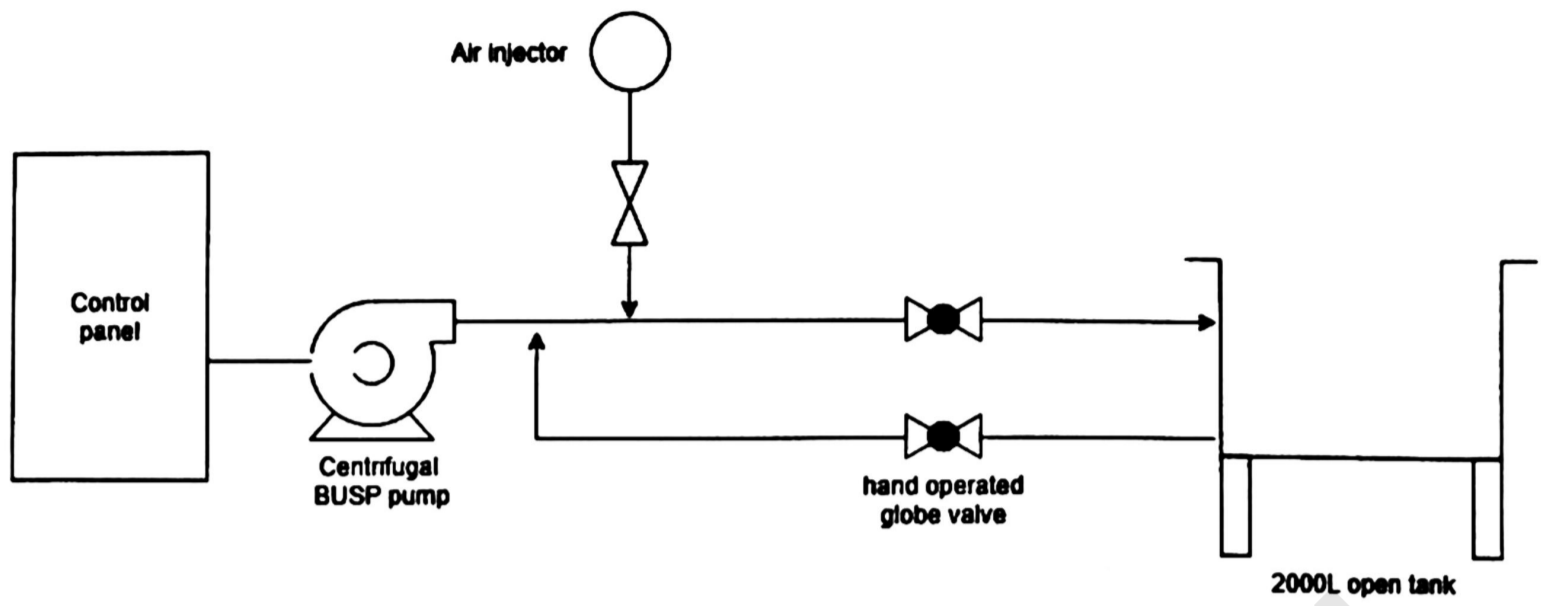 Air injector
Control
panel
Centrifugal
BUSP pump
hand operated
globe valve
2000L open tank